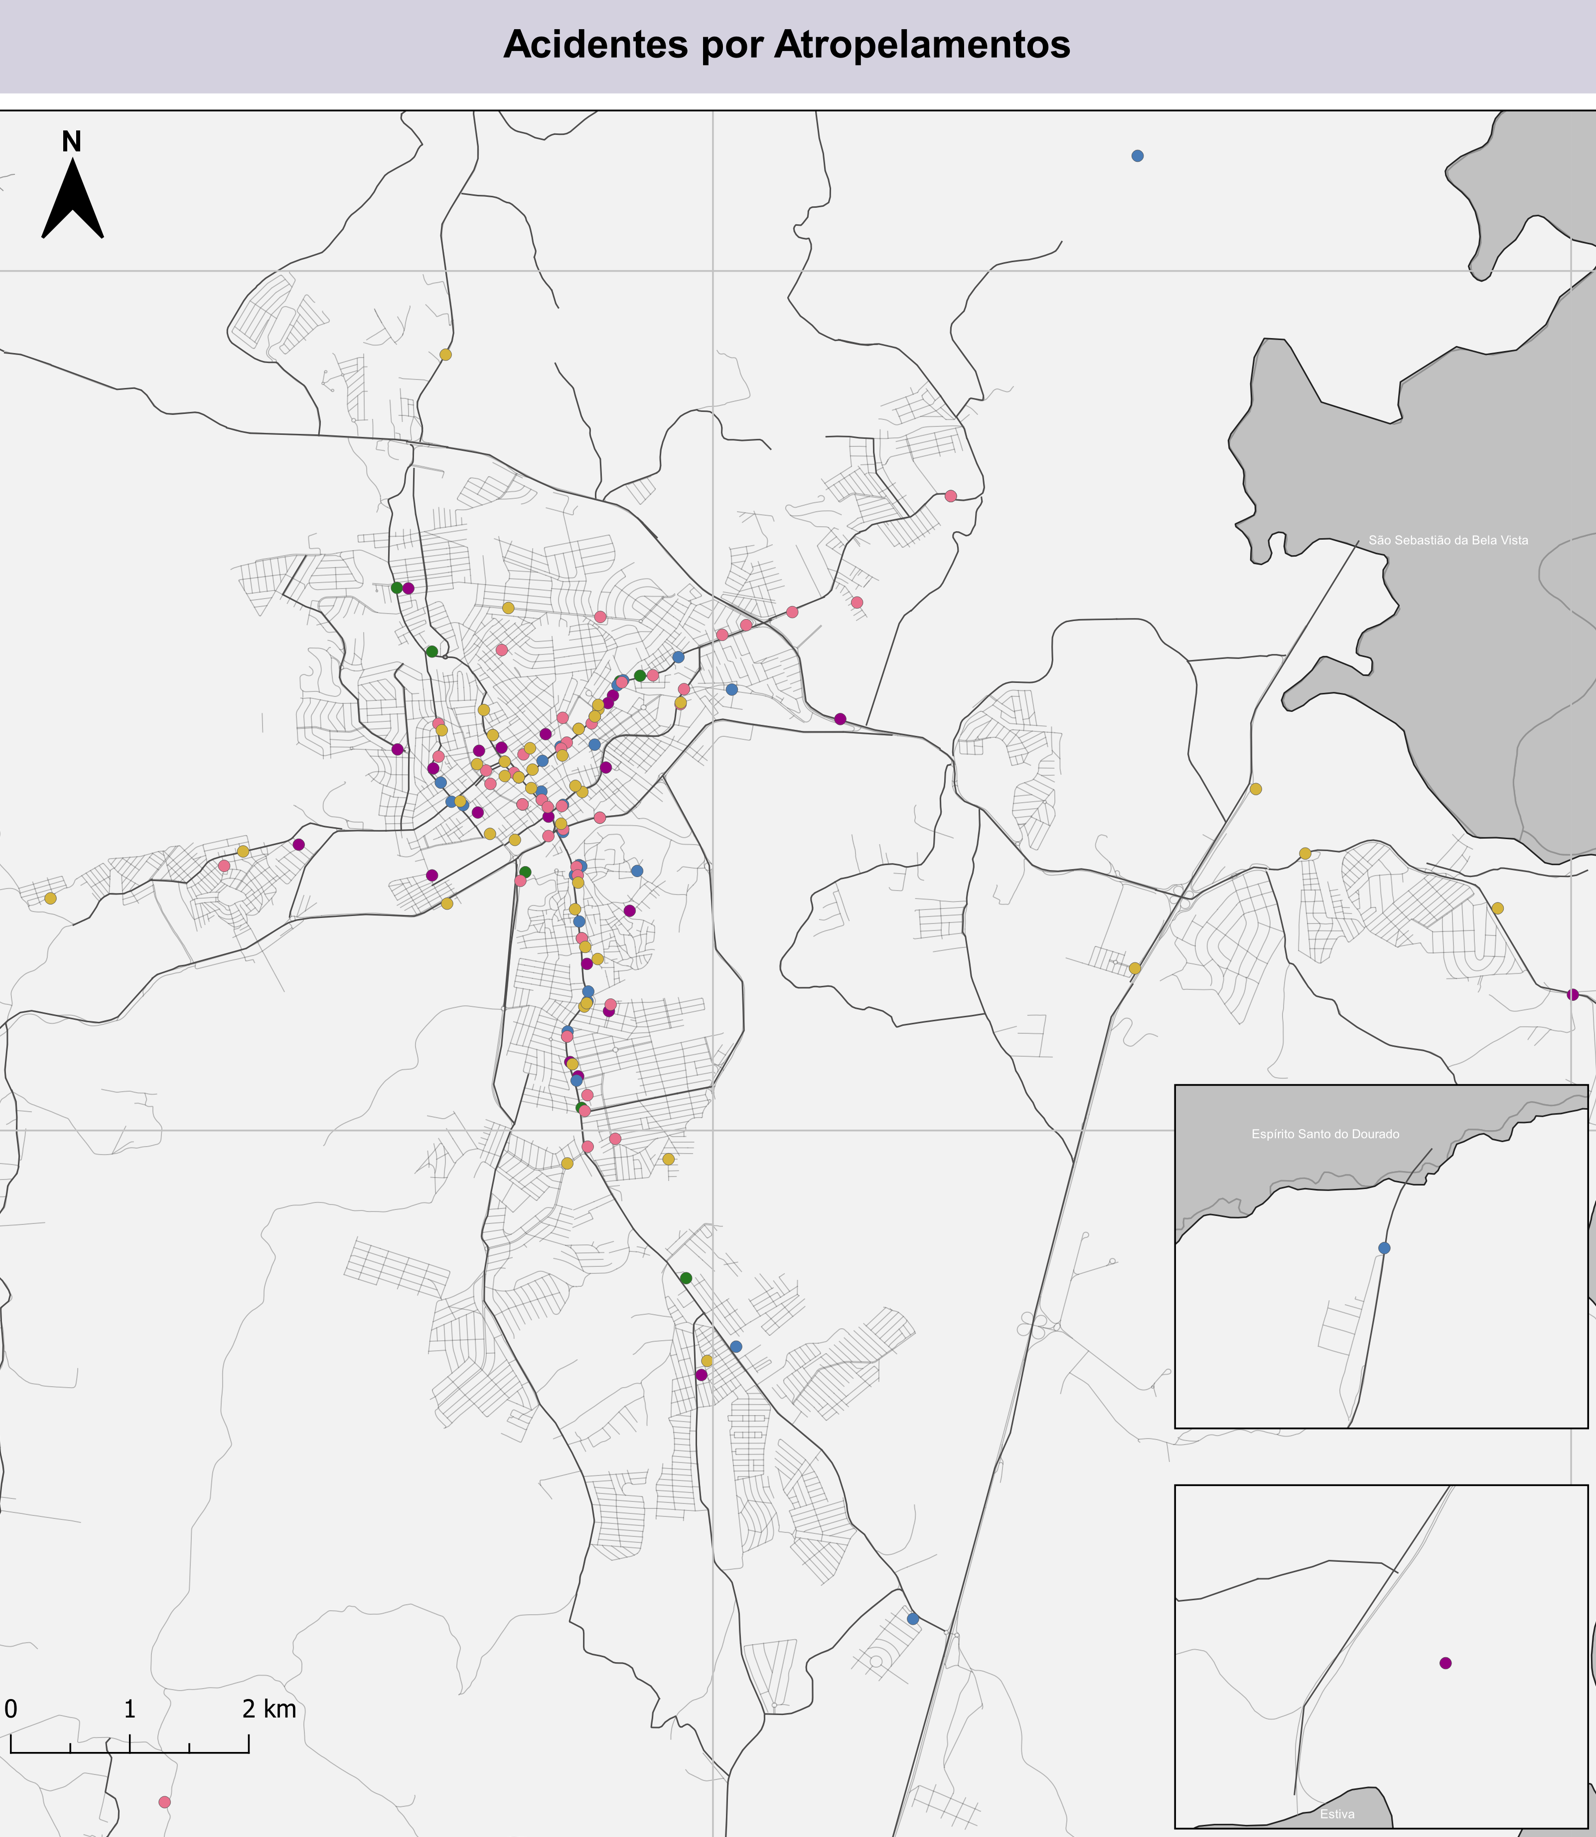 Acidentes por Atropelamentos
N
São Sebastião da Bela Vista
Espírito Santo do Dourado
0 1 2 km
Estiva